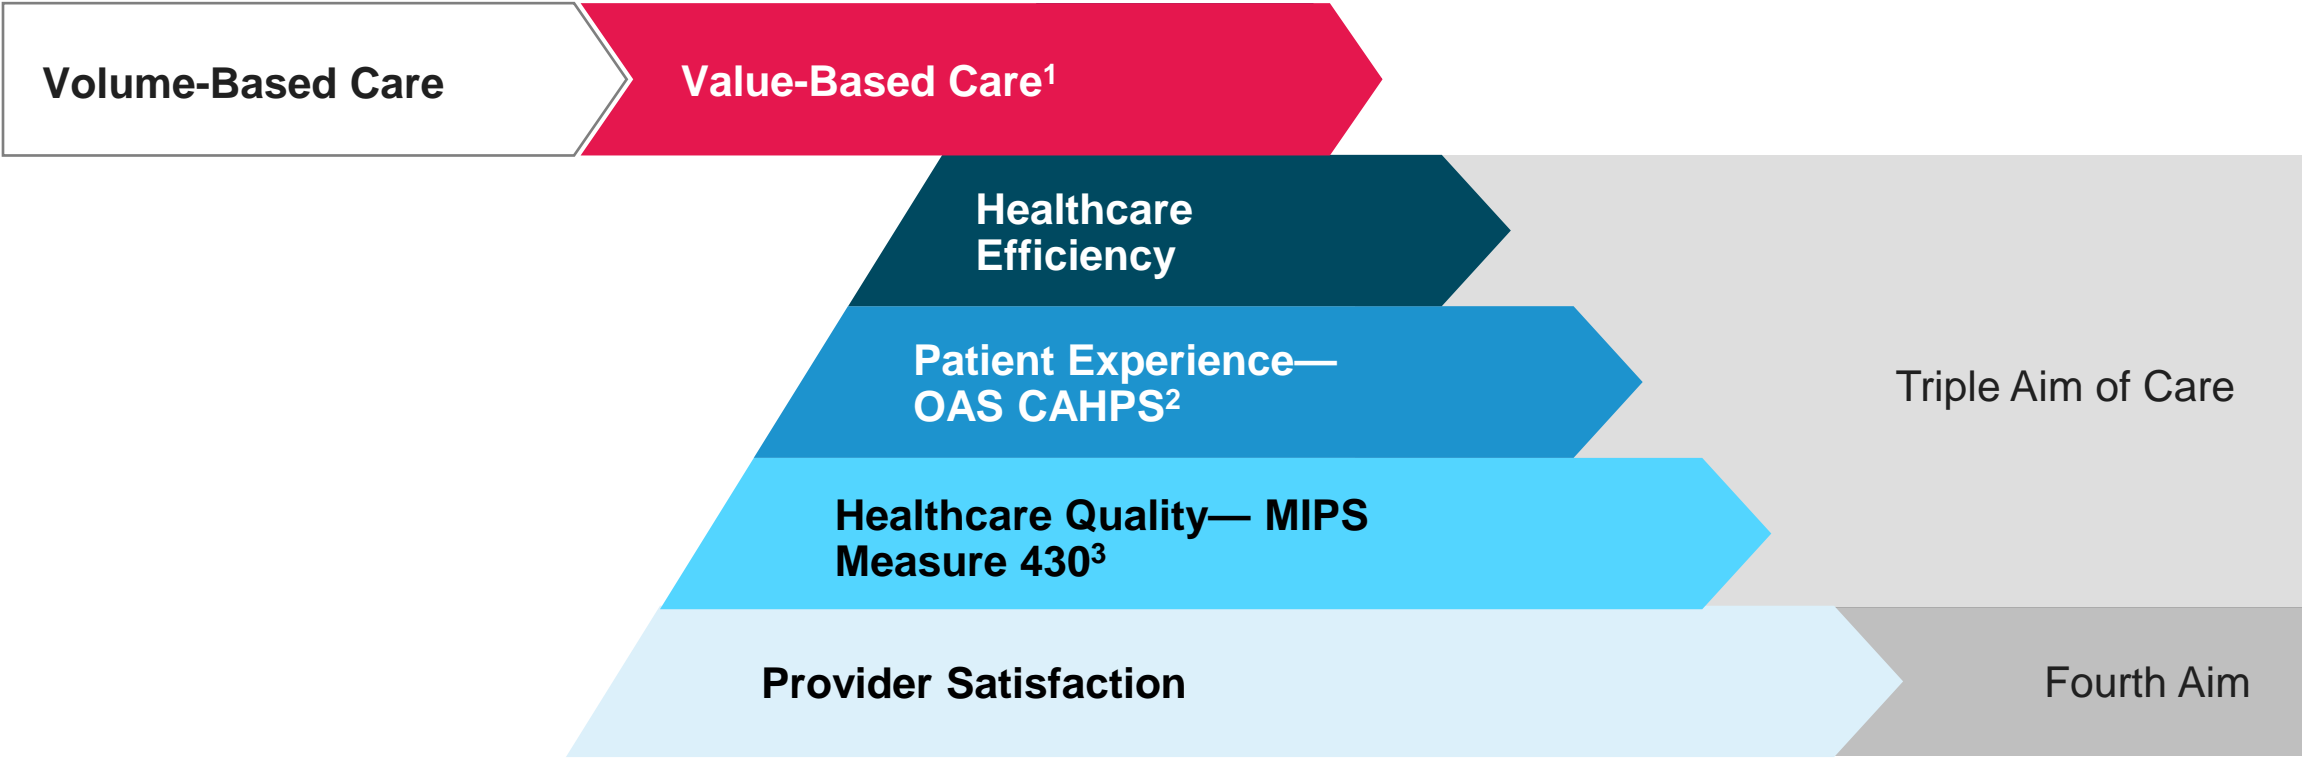 Volume-Based Care
Value-Based Care¹
Healthcare
Efficiency
Patient Experience—
OAS CAHPS²
Triple Aim of Care
Healthcare Quality— MIPS
Measure 430³
Provider Satisfaction
Fourth Aim